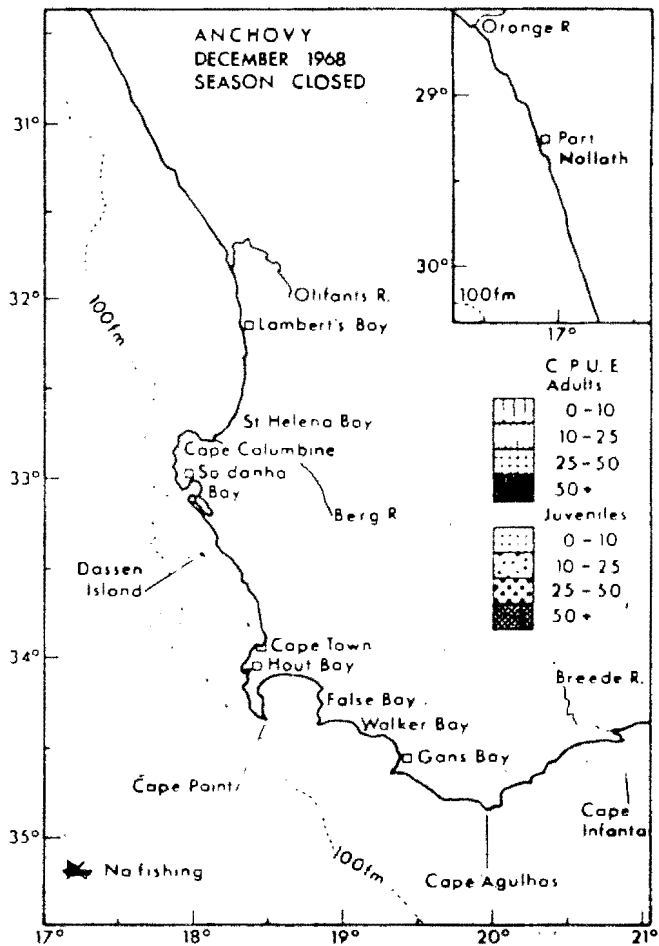 ANCHOVY
DECEMBER 1968
SEASON CLOSED
Orange R
29°
Port
Nolloth
30°
100fm
17°
31°
32°
33°
34°
35°
Olifants R.
100fm
Lambert's Bay
St Helena Bay
Cape Columbine
Sa danha
Bay
Berg R
Dassen
Island
Cape Town
Hout Bay
False Bay
Walker Bay
Gans Bay
Breede R.
Cape Point
Cape
Infanta
100fm
Cape Agulhas
No fishing
C P U E
Adults
0-10
10-25
25-50
50+
Juveniles
0-10
10-25
25-50
50+
17°
18°
19°
20°
21°